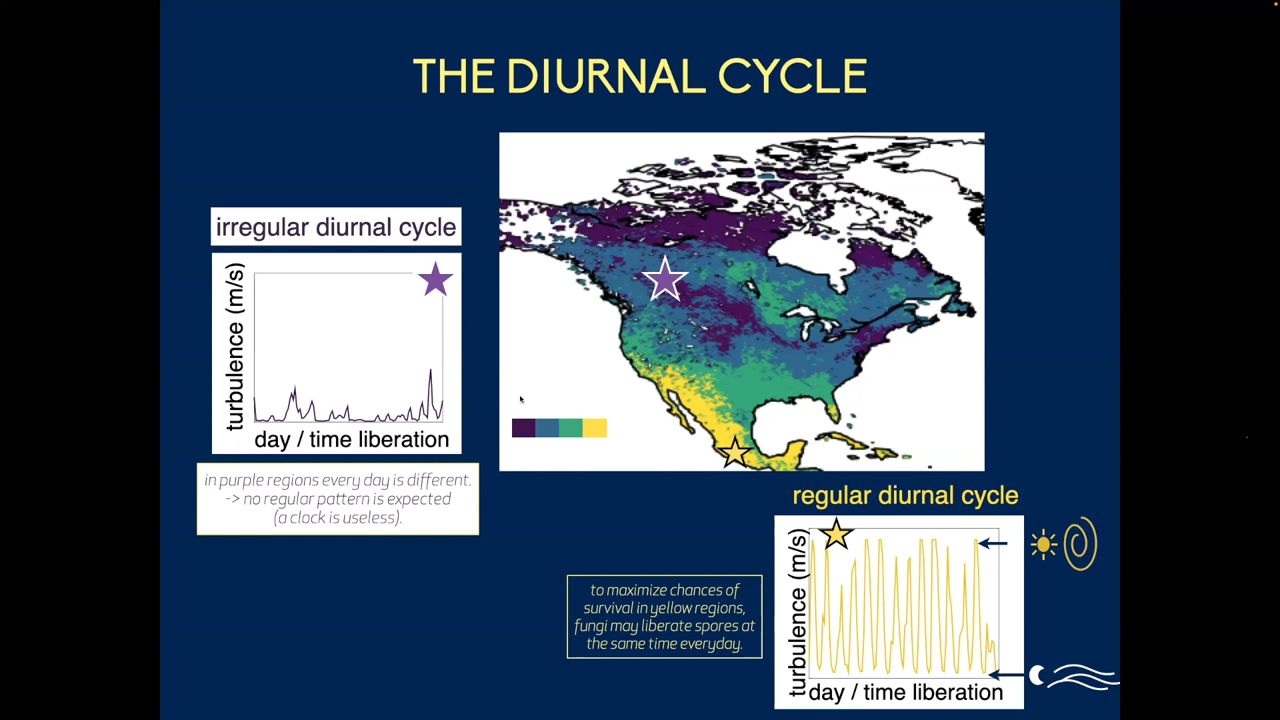 THE DIURNAL CYCLE
irregular diurnal cycle
turbulence (m/s)
day / time liberation
in purple regions every day is different.
-> no regular pattern is expected
(a clock is useless).
regular diurnal cycle
turbulence (m/s)
day / time liberation
to maximize chances of
survival in yellow regions,
fungi may liberate spores at
the same time everyday.